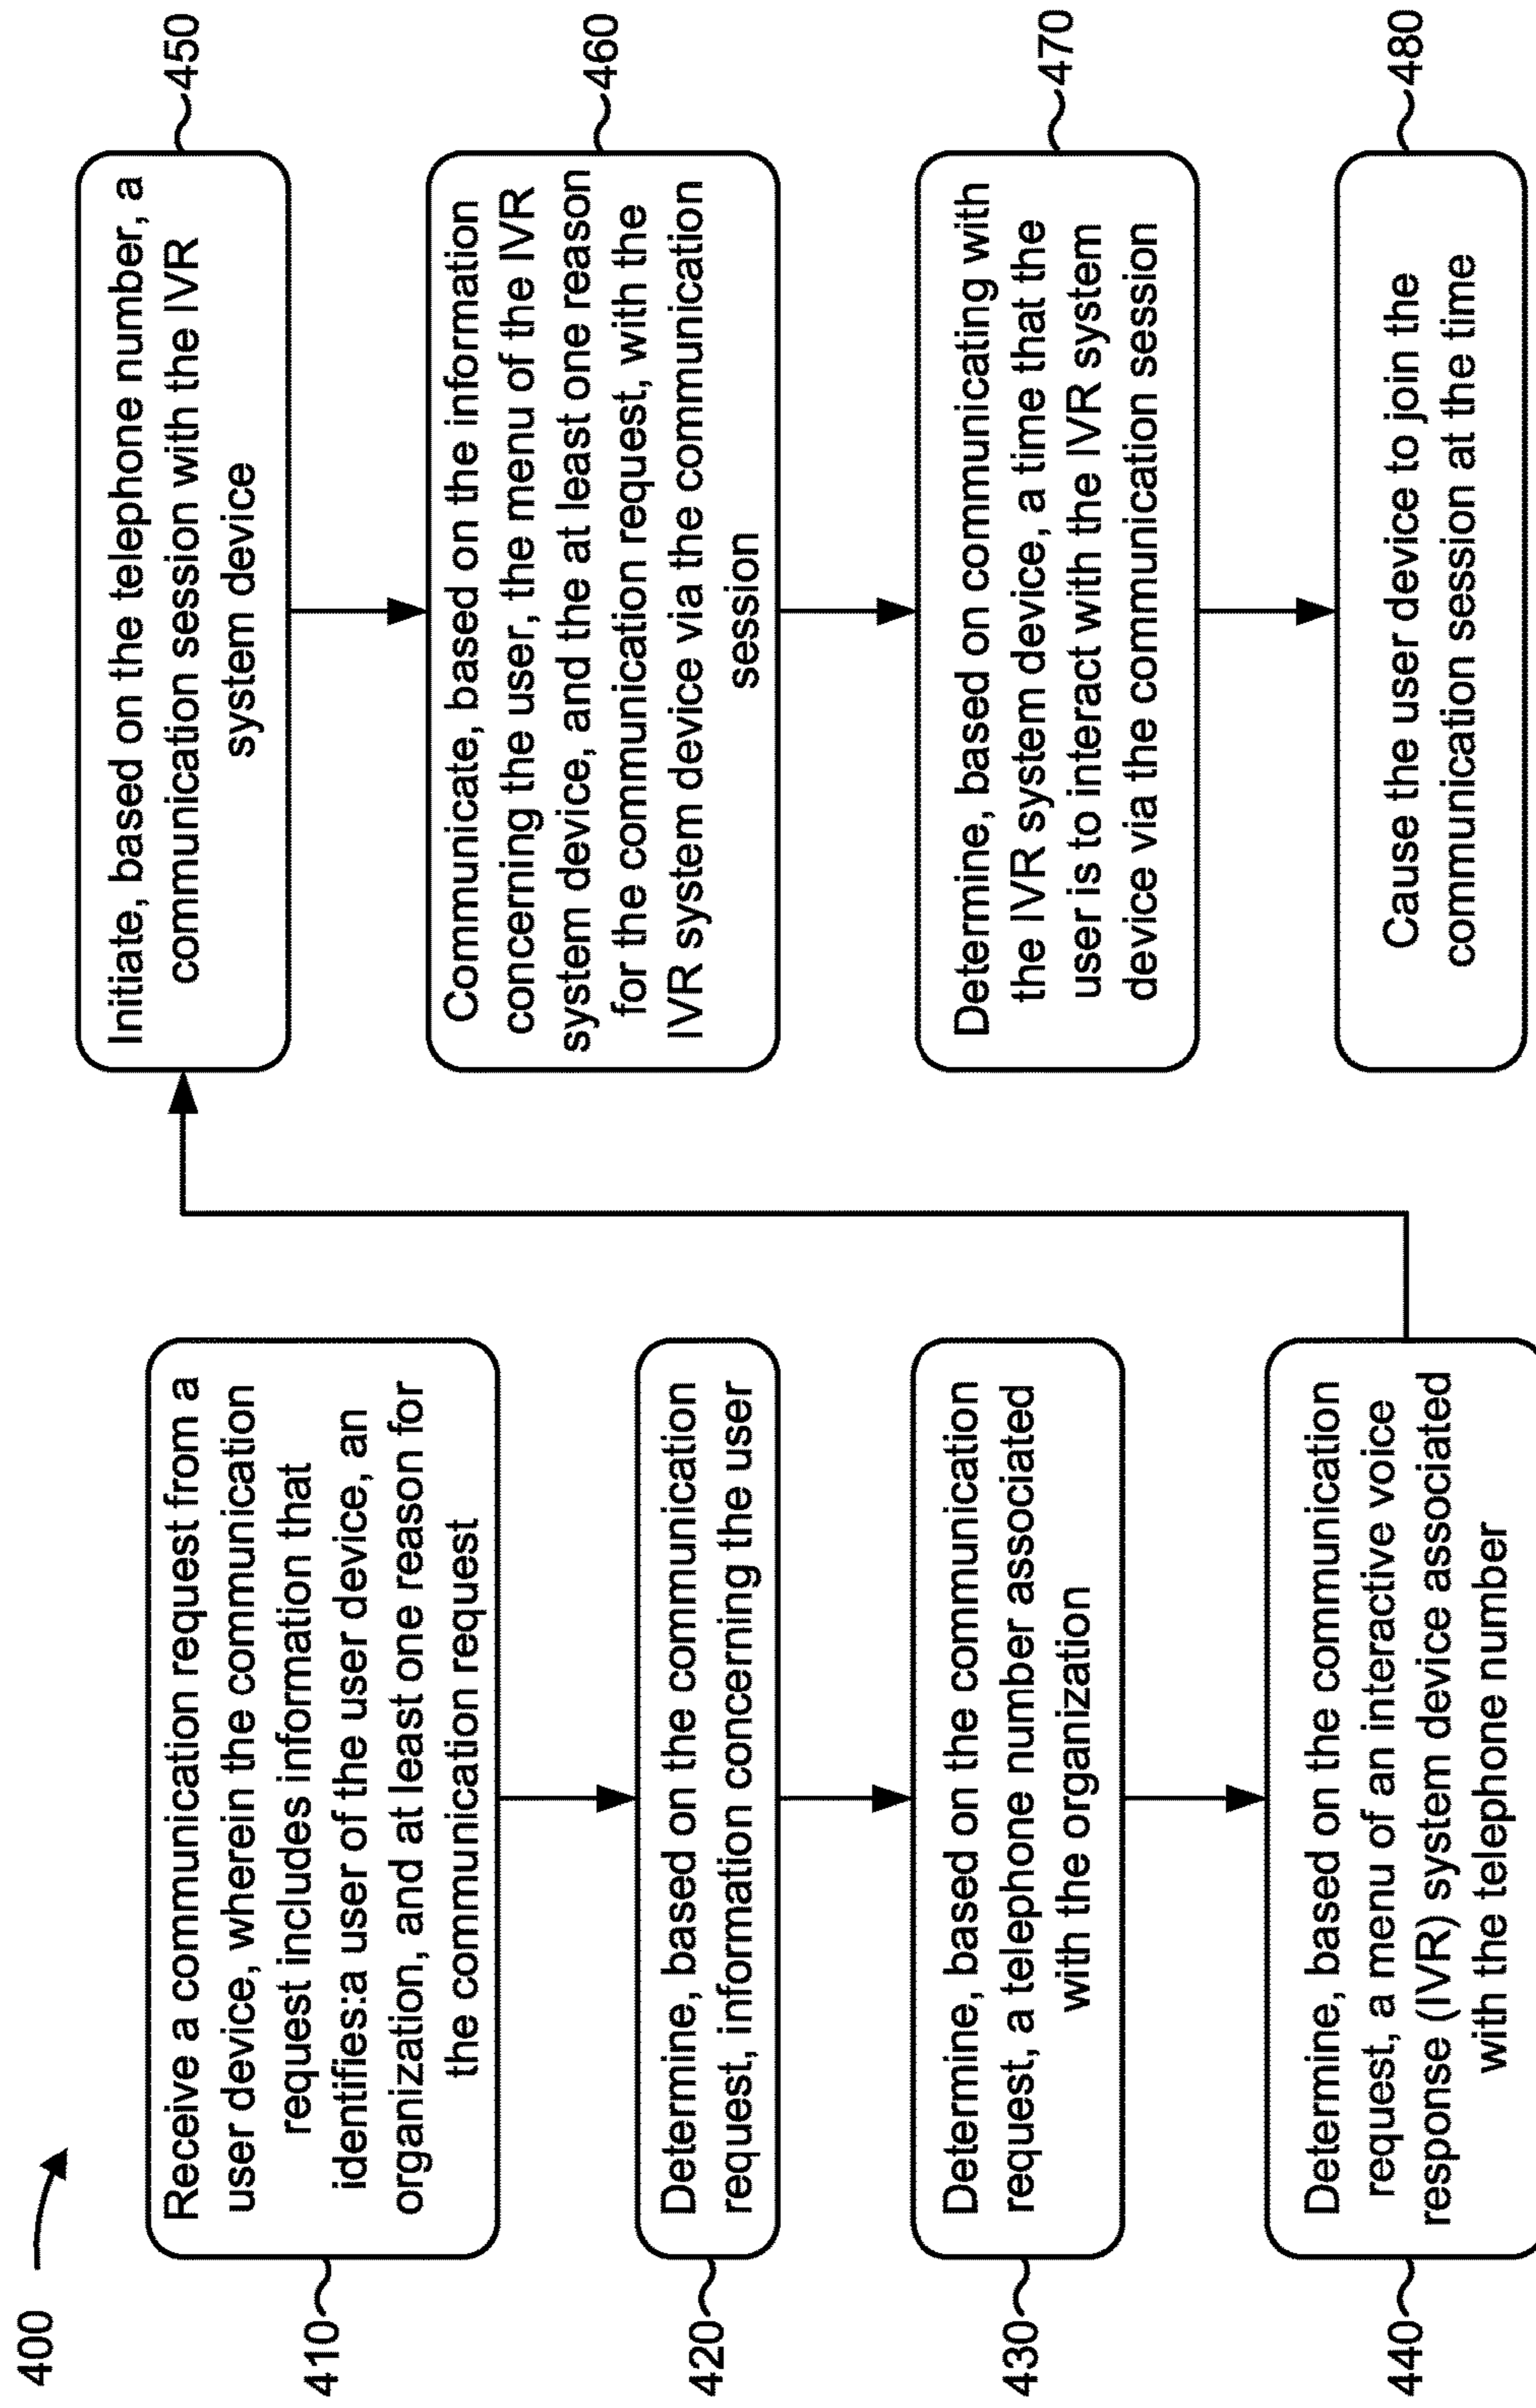 400
410
Receive a communication request from a
user device, wherein the communication
request includes information that
identifies:a user of the user device, an
organization, and at least one reason for
the communication request
420
Determine, based on the communication
request, information concerning the user
430
Determine, based on the communication
request, a telephone number associated
with the organization
440
Determine, based on the communication
request, a menu of an interactive voice
response (IVR) system device associated
with the telephone number
450
Initiate, based on the telephone number, a
communication session with the IVR
system device
460
Communicate, based on the information
concerning the user, the menu of the IVR
system device, and the at least one reason
for the communication request, with the
IVR system device via the communication
session
470
Determine, based on communicating with
the IVR system device, a time that the
user is to interact with the IVR system
device via the communication session
480
Cause the user device to join the
communication session at the time